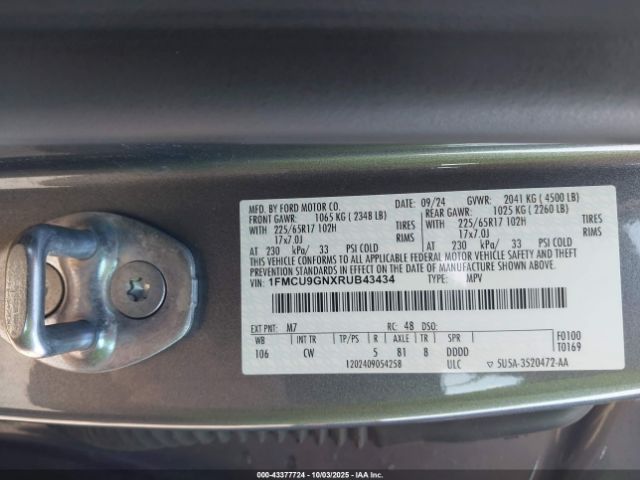 MFD. BY FORD MOTOR CO.
DATE: 09/24 GVWR: 2041 KG ( 4500 LB)
FRONT GAWR: 1065 KG ( 2348 LB) REAR GAWR: 1025 KG ( 2260 LB)
WITH 225/65R17 102H TIRES WITH 225/65R17 102H TIRES
17x7.0J RIMS 17x7.0J RIMS
AT 230 kPa/ 33 PSI COLD AT 230 kPa/ 33 PSI COLD
THIS VEHICLE CONFORMS TO ALL APPLICABLE FEDERAL MOTOR VEHICLE SAFETY AND BUMPER
STANDARDS IN EFFECT ON THE DATE OF MANUFACTURE SHOWN ABOVE.
VIN: 1FMCU9GNXRUB43434 TYPE: MPV
EXT PNT: M7 RC: 48 DSO:
WB INT TR TP/PS R AXLE TR SPR
106 CW 5 81 8 DDDD
F0100
T0169
1202409054258 ULC ▽ 5U5A-3520472-AA
000-43377724 - 10/03/2025 - IAAI.COM